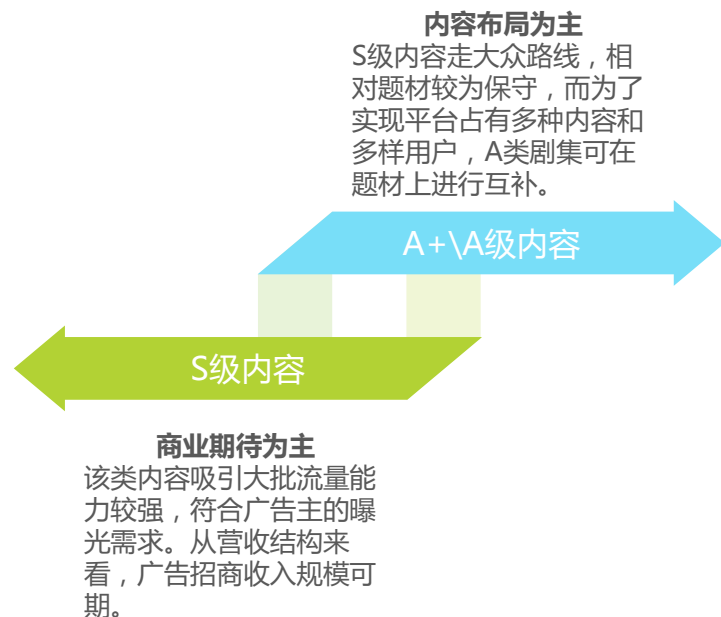 内容布局为主
S级内容走大众路线，相
对题材较为保守，而为了
实现平台占有多种内容和
多样用户，A类剧集可在
题材上进行互补。
A+\A级内容
S级内容
商业期待为主
该类内容吸引大批流量能
力较强，符合广告主的曝
光需求。从营收结构来
看，广告招商收入规模可
期。